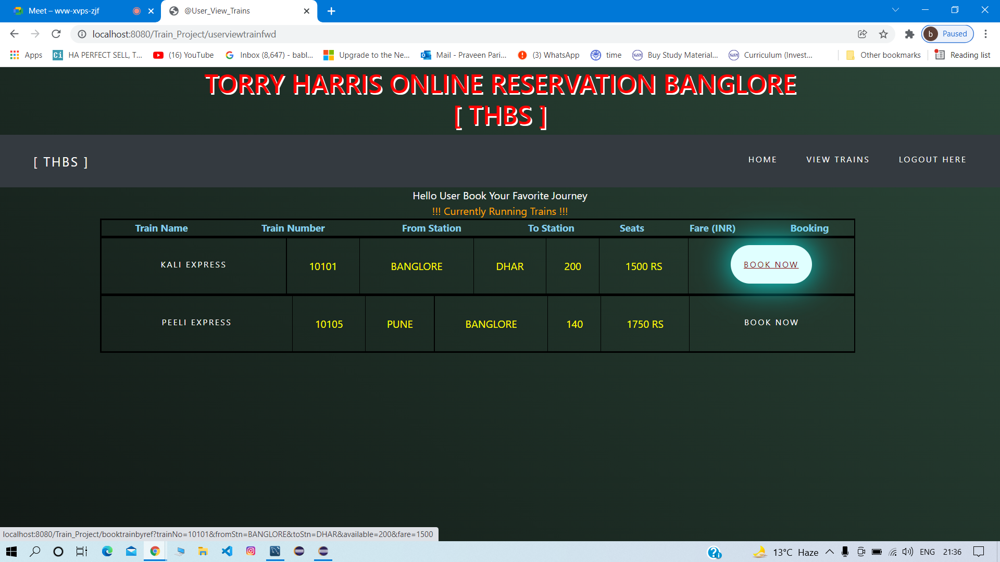 Meet – wvw-xvps-zjf
@User_View_Trains
localhost:8080/Train_Project/userviewtrainfwd
b Paused
Apps
Ci HA PERFECT SELL, T...
(16) YouTube
Inbox (8,647) - babl...
Upgrade to the Ne...
Mail - Praveen Pari...
(3) WhatsApp
time
Buy Study Material...
Curriculum (Invest...
Other bookmarks
Reading list
TORRY HARRIS ONLINE RESERVATION BANGLORE
[ THBS ]
[ THBS ] HOME VIEW TRAINS LOGOUT HERE
Hello User Book Your Favorite Journey
!!! Currently Running Trains !!!
Train Name Train Number From Station To Station Seats Fare (INR) Booking
KALI EXPRESS 10101 BANGLORE DHAR 200 1500 RS BOOK NOW
PEELI EXPRESS 10105 PUNE BANGLORE 140 1750 RS BOOK NOW
localhost:8080/Train_Project/booktrainbyref?trainNo=10101&fromStn=BANGLORE&toStn=DHAR&available=200&fare=1500
13°C Haze ENG 21:36